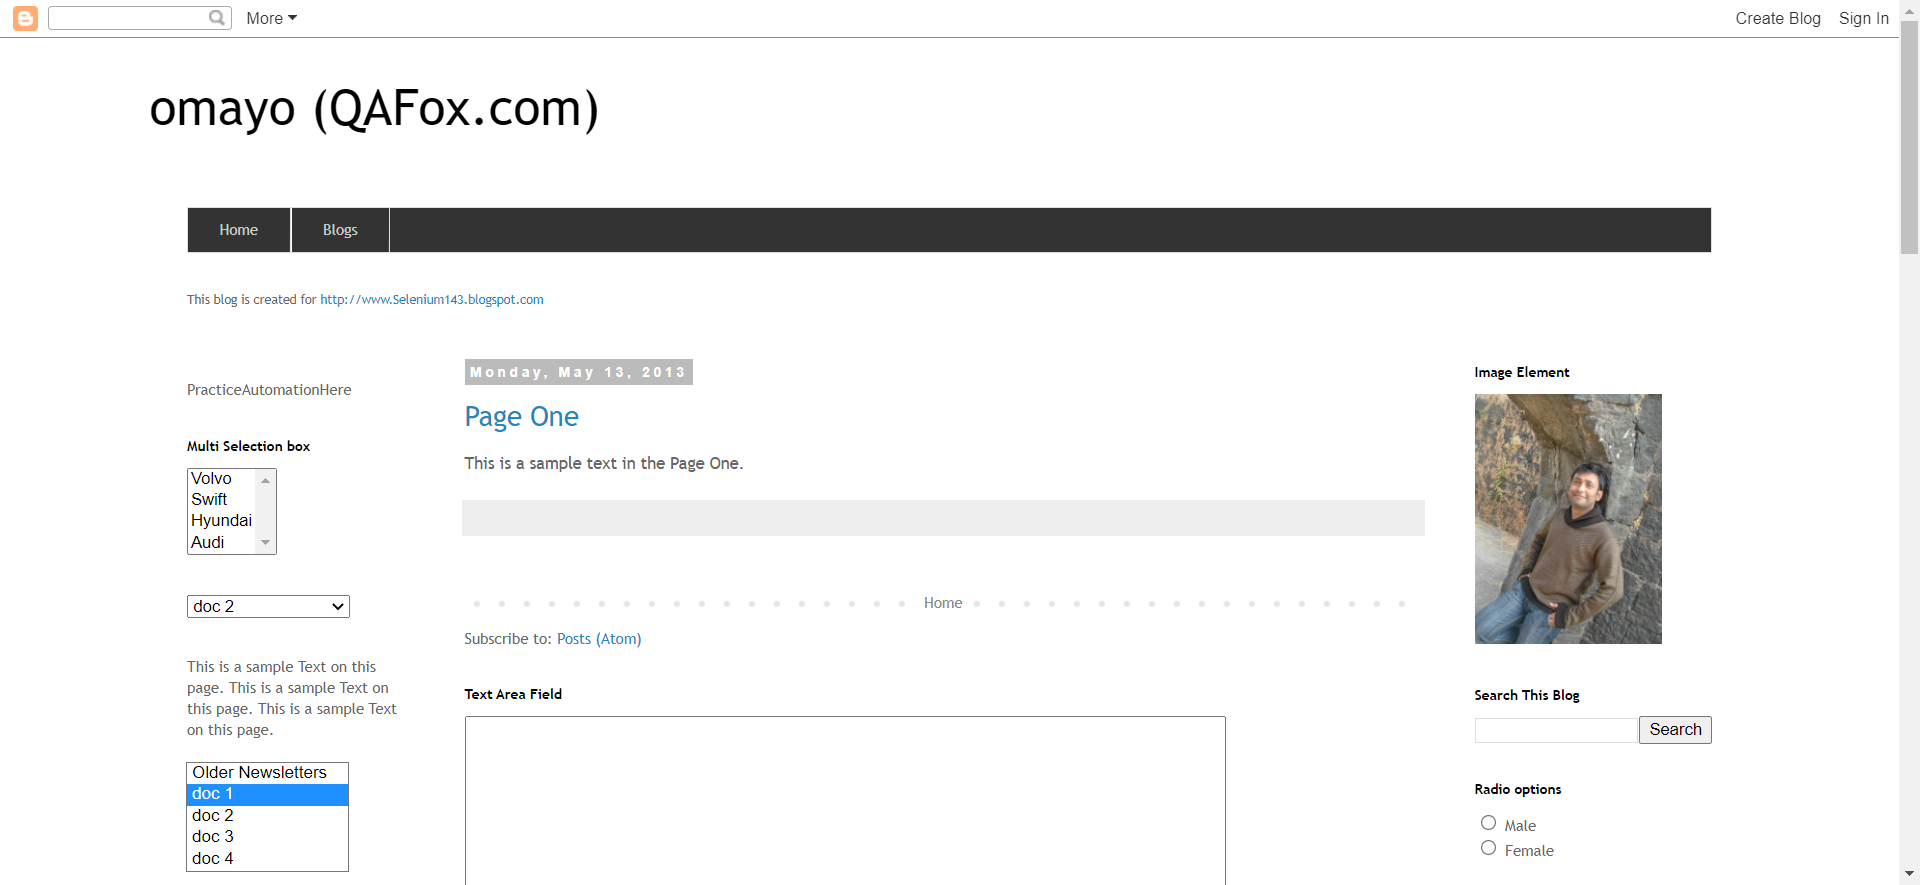 More
Create Blog
Sign In
omayo (QAFox.com)
Home
Blogs
This blog is created for http://www.Selenium143.blogspot.com
PracticeAutomationHere
Multi Selection box
Volvo
Swift
Hyundai
Audi
doc 2
This is a sample Text on this
page. This is a sample Text on
this page. This is a sample Text
on this page.
Older Newsletters
doc 1
doc 2
doc 3
doc 4
Monday, May 13, 2013
Page One
This is a sample text in the Page One.
Home
Subscribe to: Posts (Atom)
Text Area Field
Image Element
Search This Blog
Search
Radio options
Male
Female